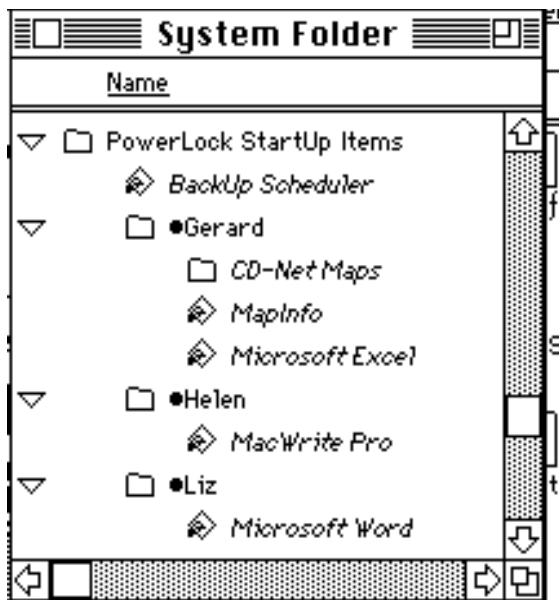 System Folder
Name
PowerLock StartUp Items
BackUp Scheduler
•Gerard
CD-Net Maps
MapInfo
Microsoft Excel
•Helen
MacWrite Pro
•Liz
Microsoft Word